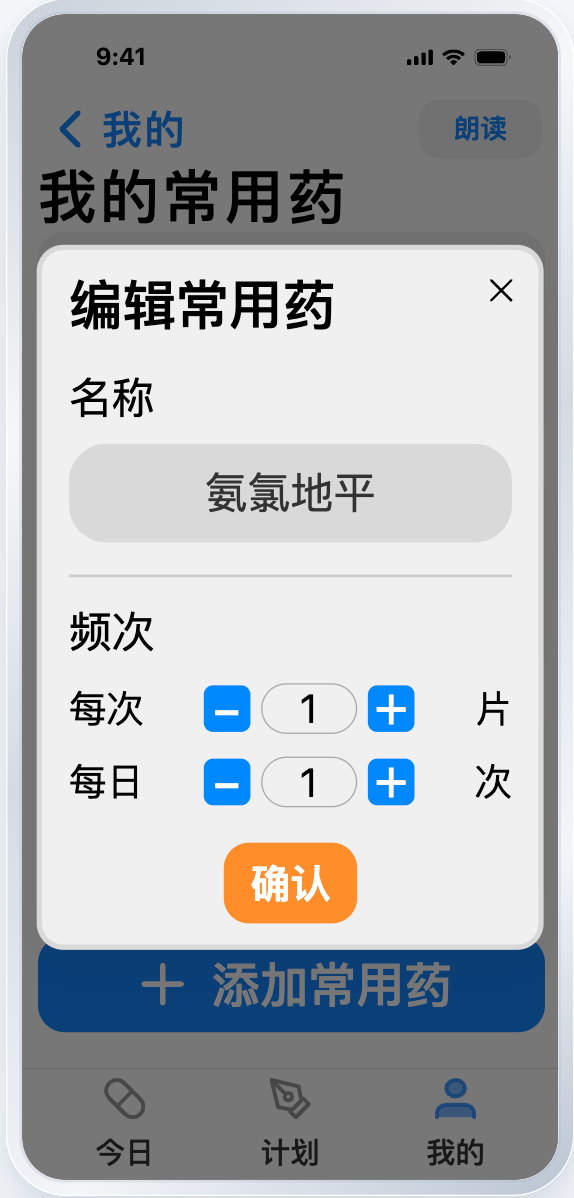 9:41
我的
朗读
我的常用药
编辑常用药
名称
氨氯地平
频次
每次 1 片
每日 1 次
确认
添加常用药
今日 计划 我的